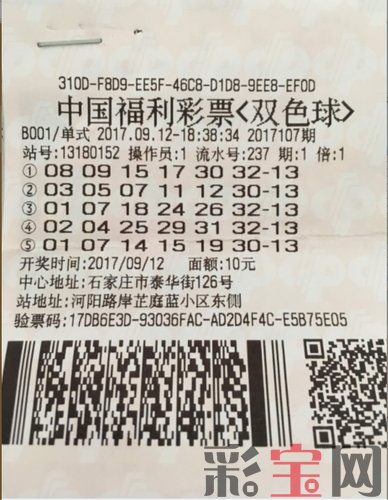 310D-F8D9-EE5F-46C8-D1D8-9EE8-EF0D
中国福利彩票<双色球>
B001/单式 2017.09.12-18:38:34 2017107期
站号:13180152 操作员:1 流水号:237 期:1 倍:1
① 08 09 15 17 30 32-13
② 03 05 07 11 12 30-13
③ 01 07 18 24 26 32-13
④ 02 04 25 29 31 32-13
⑤ 01 07 14 15 19 30-13
开奖时间:2017/09/12 面额:10元
中心地址:石家庄市泰华街126号
站地址:河阳路岸芷庭蓝小区东侧
验票码:17DB6E3D-93036FAC-AD2D4F4C-E5B75E05
彩宝网